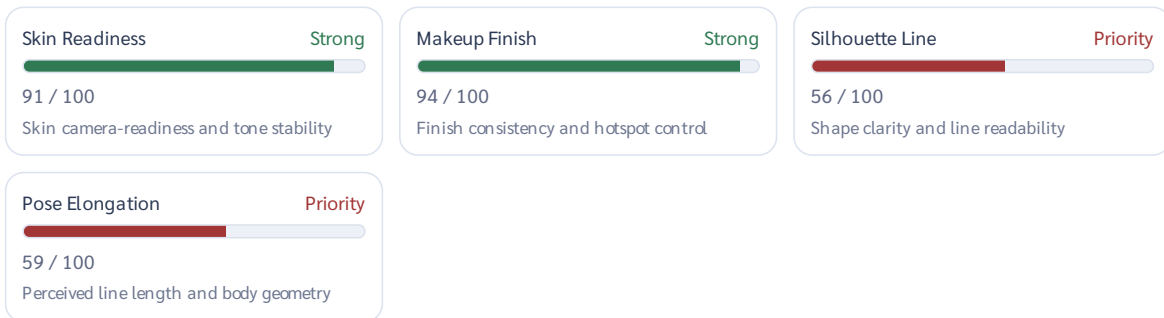 Skin Readiness Strong
91 / 100
Skin camera-readiness and tone stability
Makeup Finish Strong
94 / 100
Finish consistency and hotspot control
Silhouette Line Priority
56 / 100
Shape clarity and line readability
Pose Elongation Priority
59 / 100
Perceived line length and body geometry